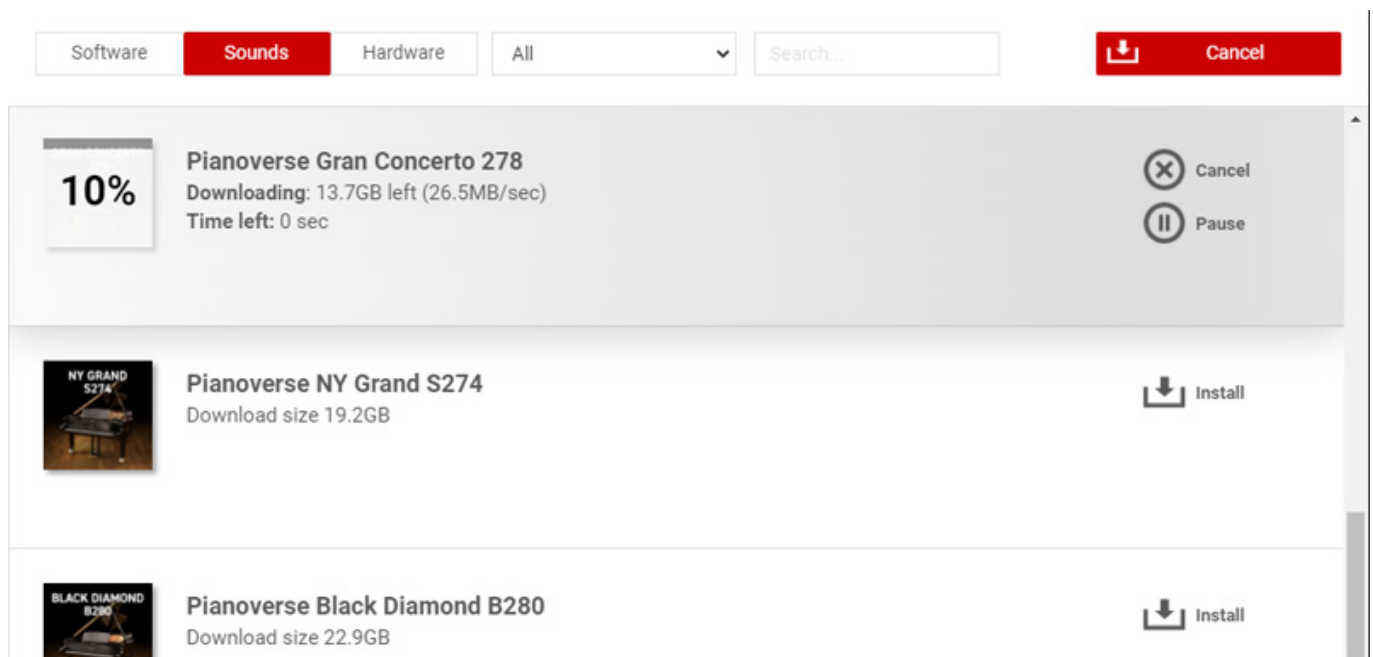 Software Sounds Hardware All Search... Cancel
10%
Pianoverse Gran Concerto 278
Downloading: 13.7GB left (26.5MB/sec)
Time left: 0 sec
Cancel
Pause
NY GRAND
S274
Pianoverse NY Grand S274
Download size 19.2GB
Install
BLACK DIAMOND
B280
Pianoverse Black Diamond B280
Download size 22.9GB
Install